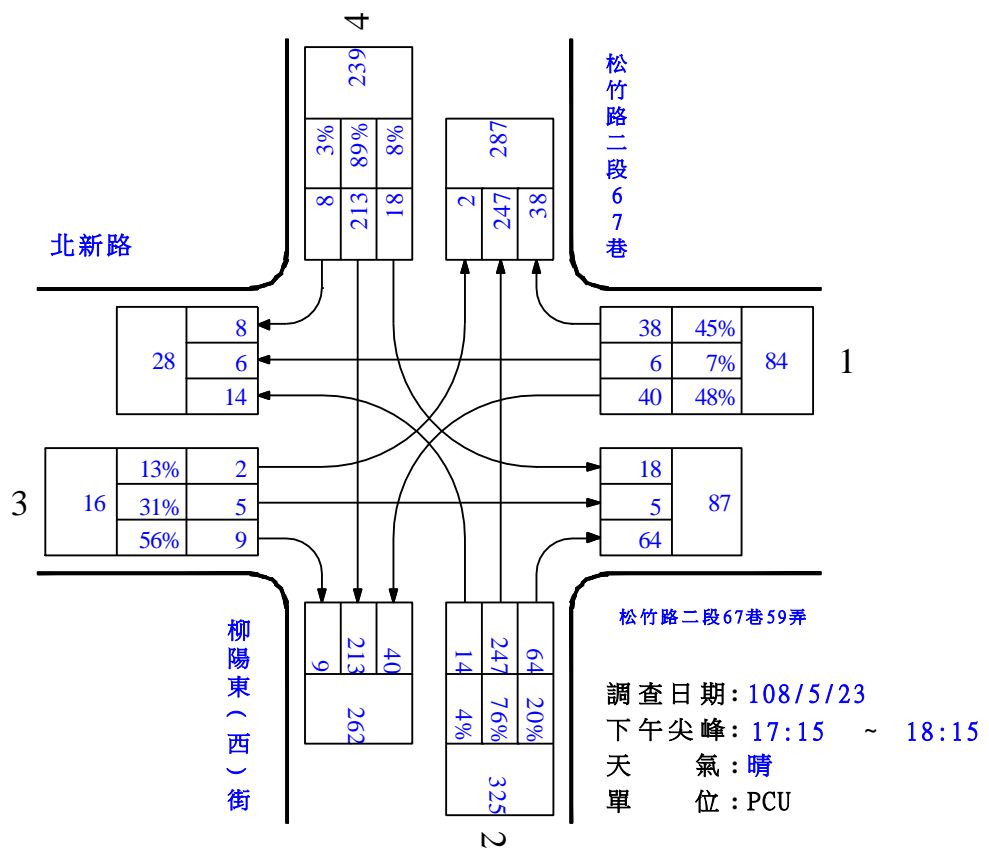 4
239
3% 89% 8%
8 213 18
287
2 247 38
松竹路二段67巷
北新路
28
8
6
14
38 45%
6 7%
40 48%
84
1
3
16
13% 2
31% 5
56% 9
18
5
64
87
柳陽東(西)街
9 213 40
262
14 247 64
4% 76% 20%
325
2
松竹路二段67巷59弄
調查日期:108/5/23
下午尖峰:17:15 ~ 18:15
天 氣:晴
單 位:PCU